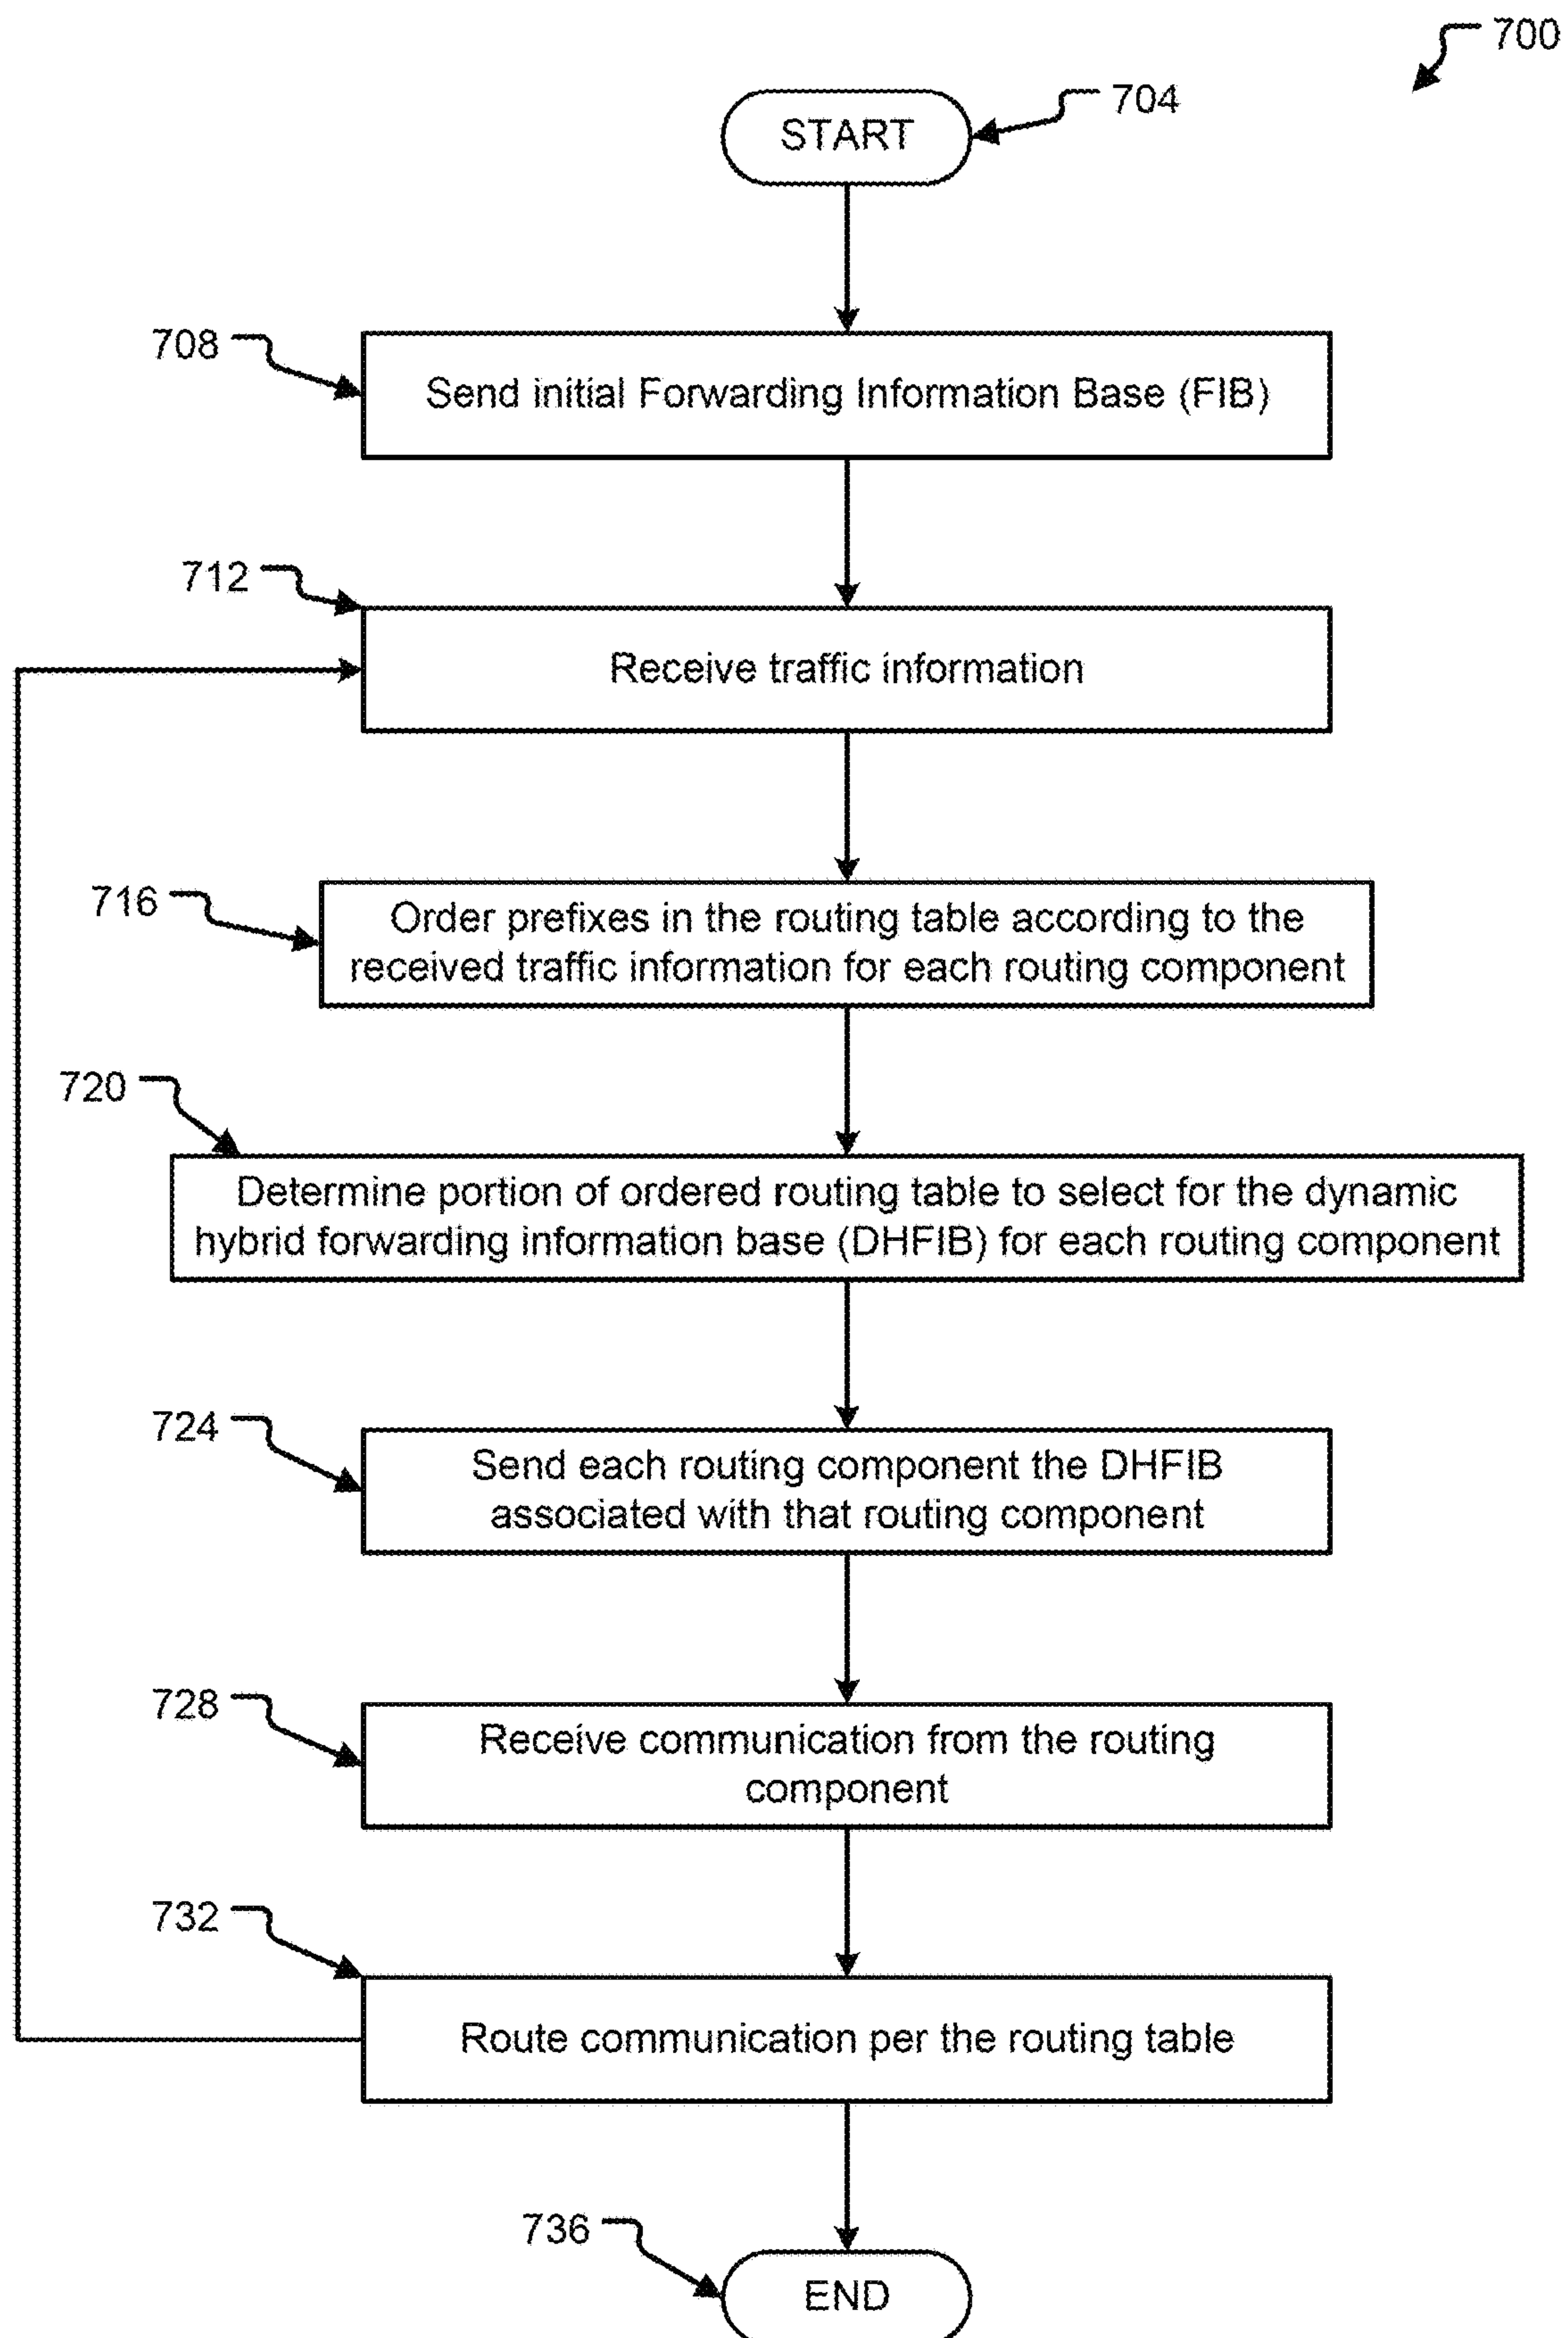 700
704
START
708
Send initial Forwarding Information Base (FIB)
712
Receive traffic information
716
Order prefixes in the routing table according to the
received traffic information for each routing component
720
Determine portion of ordered routing table to select for the dynamic
hybrid forwarding information base (DHFIB) for each routing component
724
Send each routing component the DHFIB
associated with that routing component
728
Receive communication from the routing
component
732
Route communication per the routing table
736
END